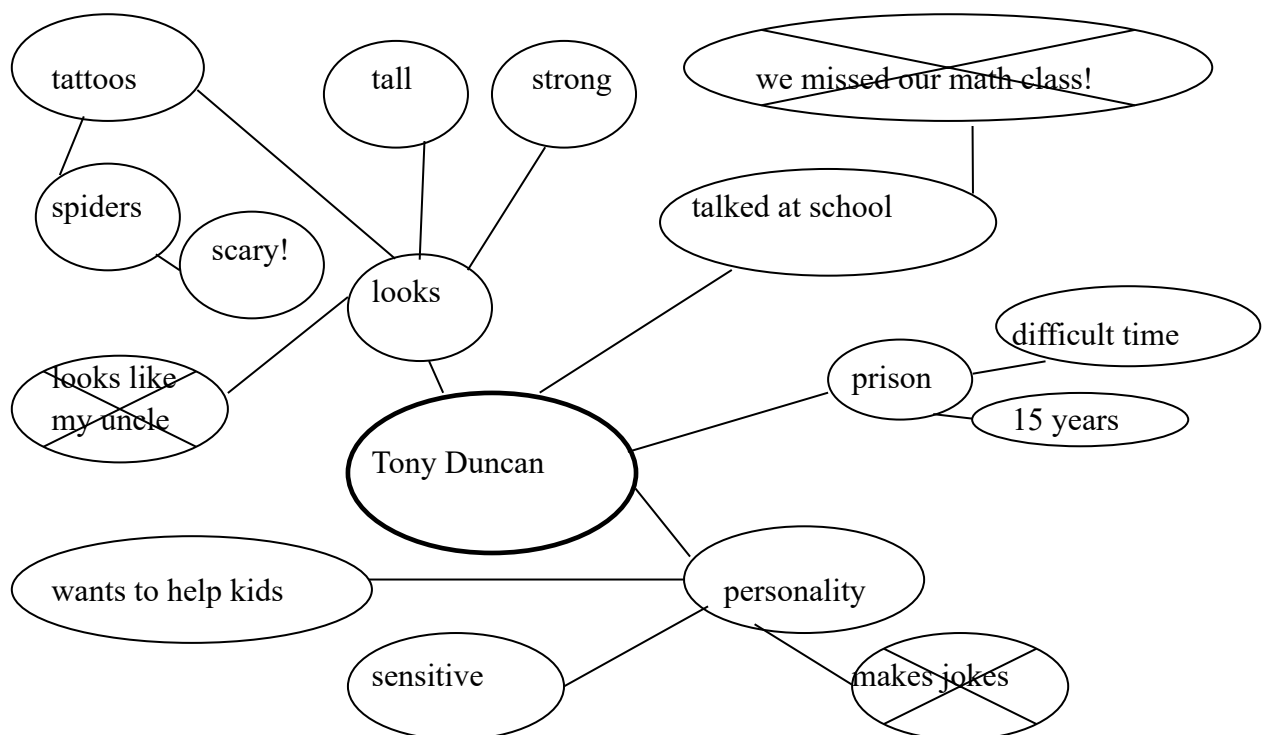 tattoos
tall
strong
we missed our math class!
spiders
talked at school
scary!
looks
difficult time
looks like
my uncle
prison
15 years
Tony Duncan
wants to help kids
personality
sensitive
makes jokes